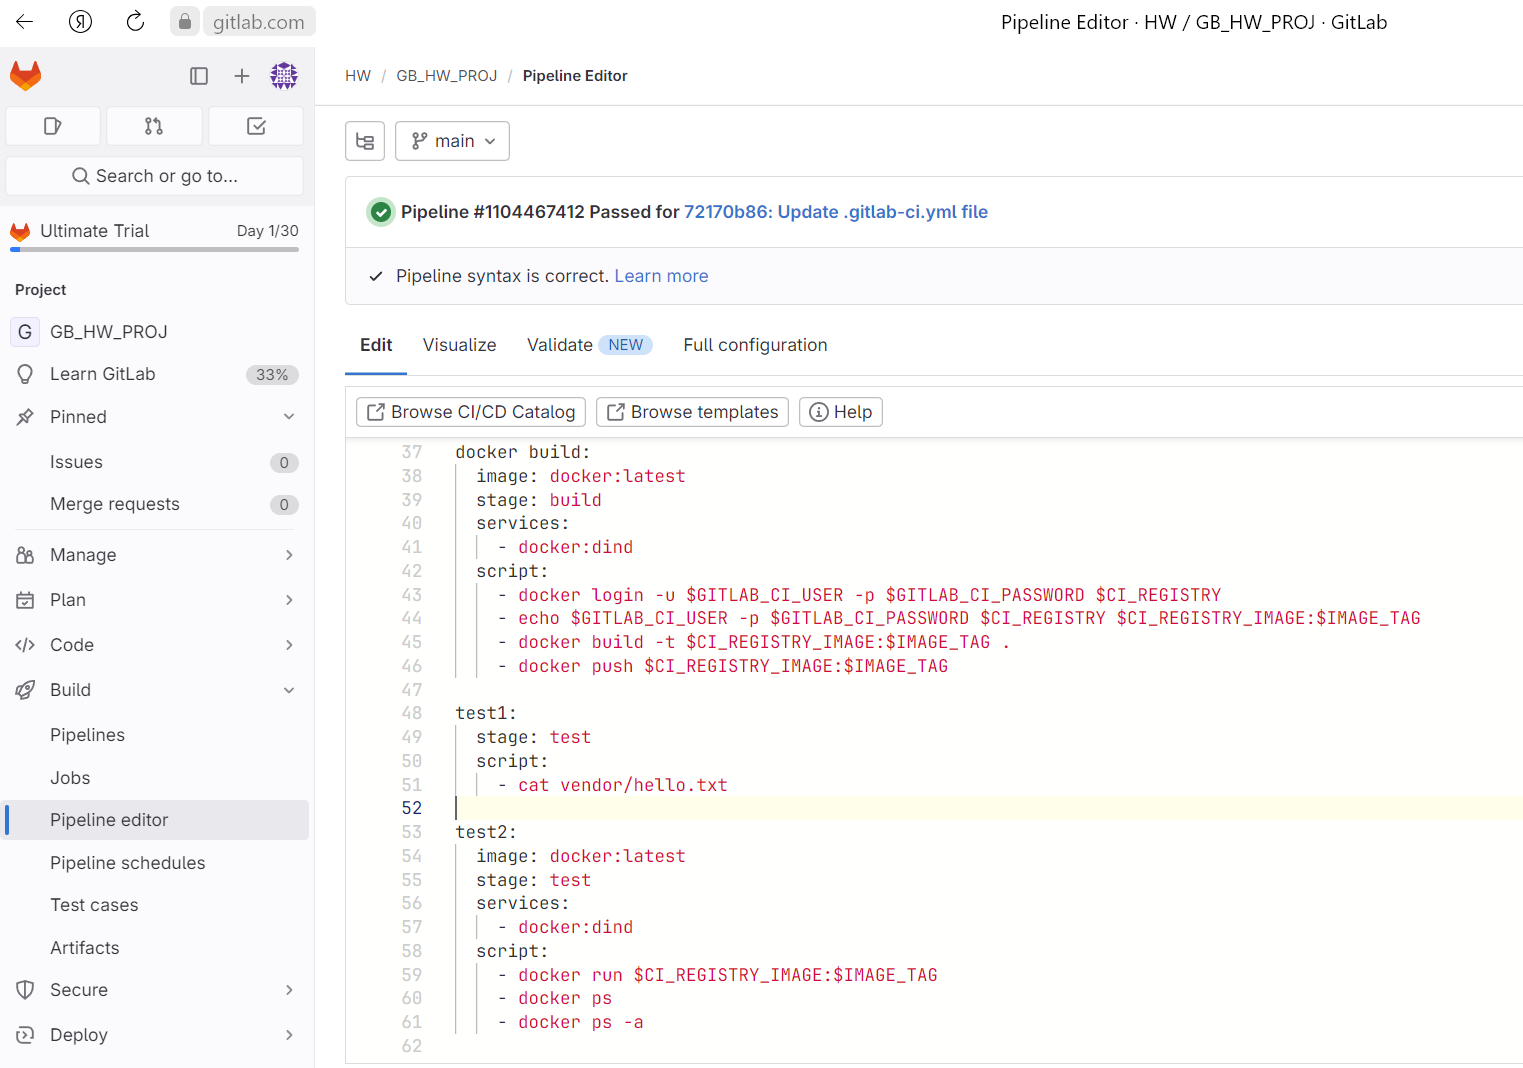 gitlab.com
Pipeline Editor · HW / GB_HW_PROJ · GitLab
HW / GB_HW_PROJ / Pipeline Editor
main
Search or go to...
Pipeline #1104467412 Passed for 72170b86: Update .gitlab-ci.yml file
Ultimate Trial Day 1/30
Pipeline syntax is correct. Learn more
Project
G GB_HW_PROJ
Learn GitLab 33%
Pinned
Issues 0
Merge requests 0
Manage
Plan
Code
Build
Pipelines
Jobs
Pipeline editor
Pipeline schedules
Test cases
Artifacts
Secure
Deploy
Edit Visualize Validate NEW Full configuration
Browse CI/CD Catalog Browse templates Help
37 docker build:
38 image: docker:latest
39 stage: build
40 services:
41 - docker:dind
42 script:
43 - docker login -u $GITLAB_CI_USER -p $GITLAB_CI_PASSWORD $CI_REGISTRY
44 - echo $GITLAB_CI_USER -p $GITLAB_CI_PASSWORD $CI_REGISTRY $CI_REGISTRY_IMAGE:$IMAGE_TAG
45 - docker build -t $CI_REGISTRY_IMAGE:$IMAGE_TAG .
46 - docker push $CI_REGISTRY_IMAGE:$IMAGE_TAG
47
48 test1:
49 stage: test
50 script:
51 - cat vendor/hello.txt
52
53 test2:
54 image: docker:latest
55 stage: test
56 services:
57 - docker:dind
58 script:
59 - docker run $CI_REGISTRY_IMAGE:$IMAGE_TAG
60 - docker ps
61 - docker ps -a
62